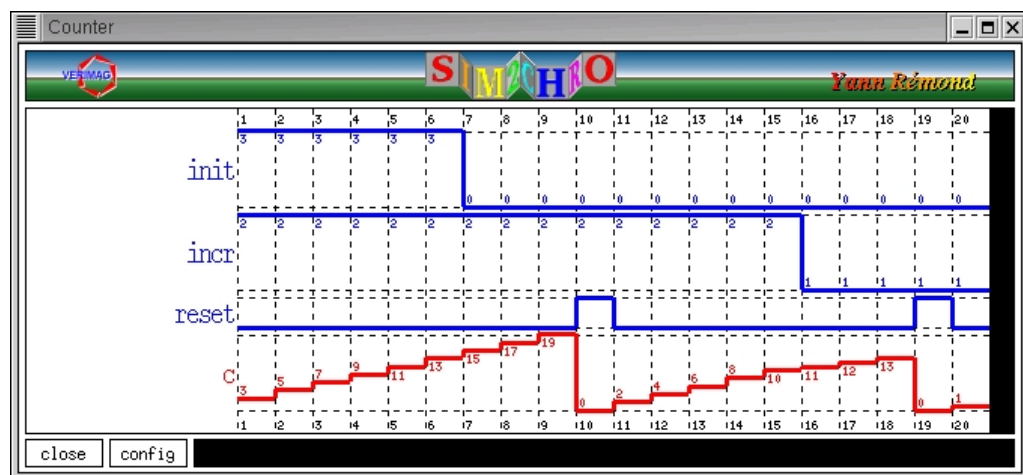 Counter
VERIMAG SIM2CHRO Yann Rémond
1 2 3 4 5 6 7 8 9 10 11 12 13 14 15 16 17 18 19 20
init 3 3 3 3 3 3 0 0 0 0 0 0 0 0 0 0 0 0 0 0
incr 2 2 2 2 2 2 2 2 2 2 2 2 2 2 2 1 1 1 1 1
reset
C 3 5 7 9 11 13 15 17 19 0 2 4 6 8 10 11 12 13 0 1
1 2 3 4 5 6 7 8 9 10 11 12 13 14 15 16 17 18 19 20
close config